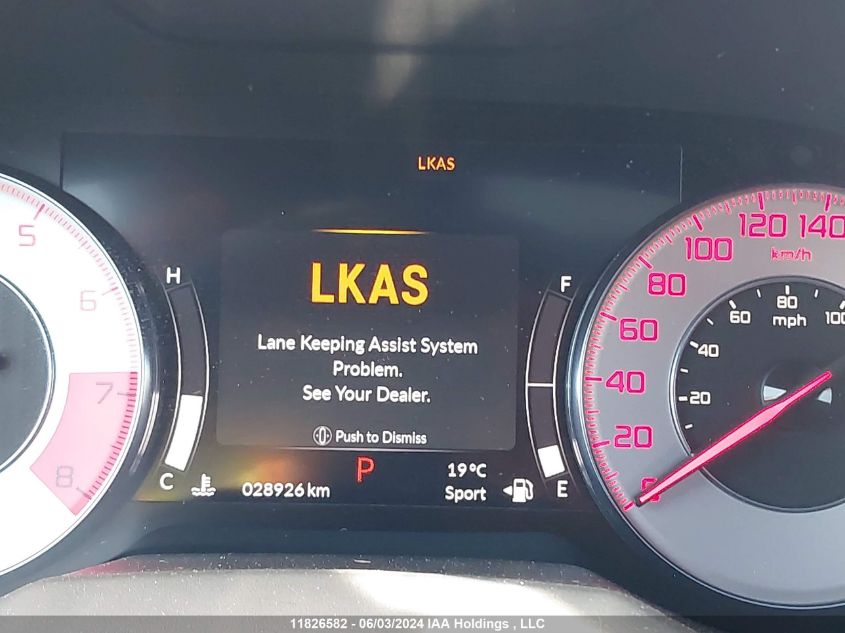 LKAS
LKAS
Lane Keeping Assist System
Problem.
See Your Dealer.
Push to Dismiss
H
C
F
E
P
028926 km
19°C
Sport
5
6
7
8
0
20
40
60
80
100
120
140
km/h
20
40
60
80
100
mph
11826582 - 06/03/2024 IAA Holdings , LLC